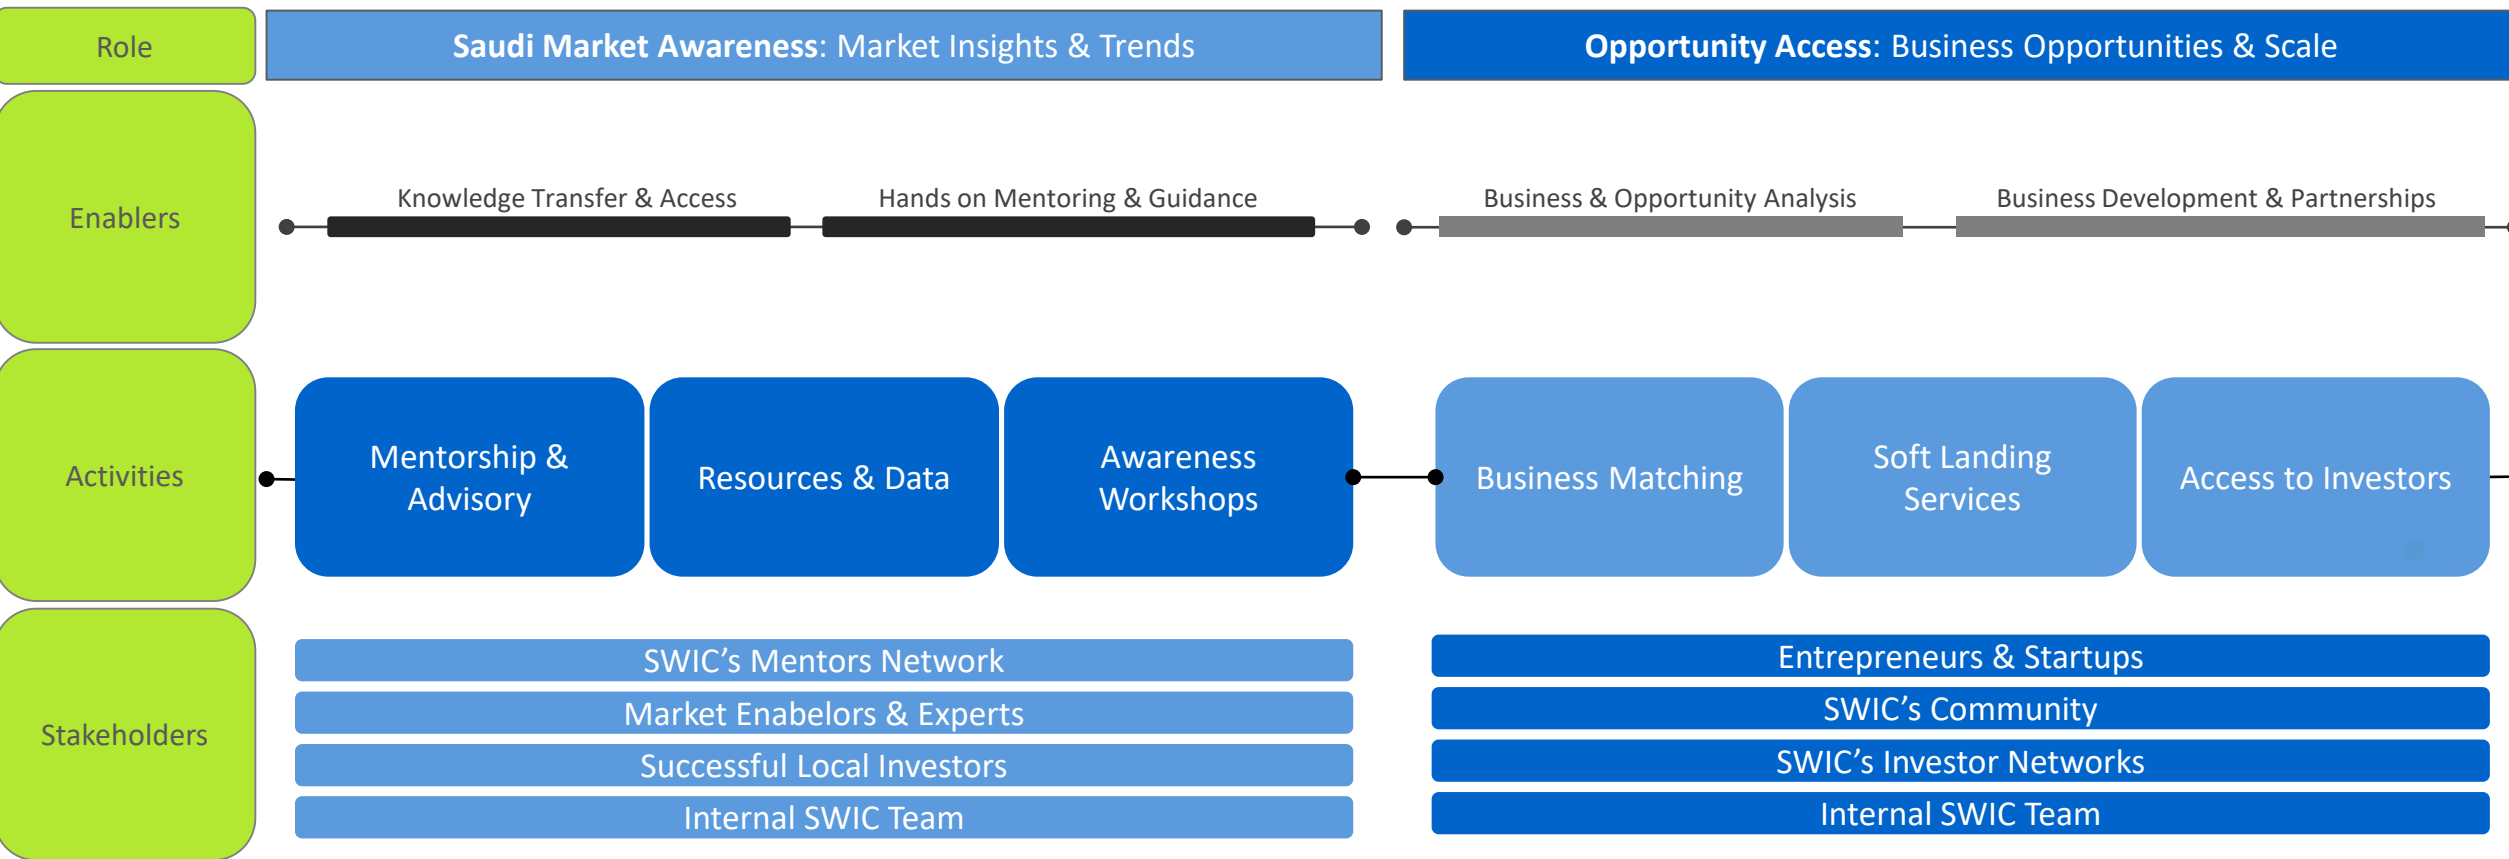 Role
Saudi Market Awareness: Market Insights & Trends
Opportunity Access: Business Opportunities & Scale
Enablers
Knowledge Transfer & Access
Hands on Mentoring & Guidance
Business & Opportunity Analysis
Business Development & Partnerships
Activities
Mentorship &
Advisory
Resources & Data
Awareness
Workshops
Business Matching
Soft Landing
Services
Access to Investors
Stakeholders
SWIC’s Mentors Network
Market Enabelors & Experts
Successful Local Investors
Internal SWIC Team
Entrepreneurs & Startups
SWIC’s Community
SWIC’s Investor Networks
Internal SWIC Team